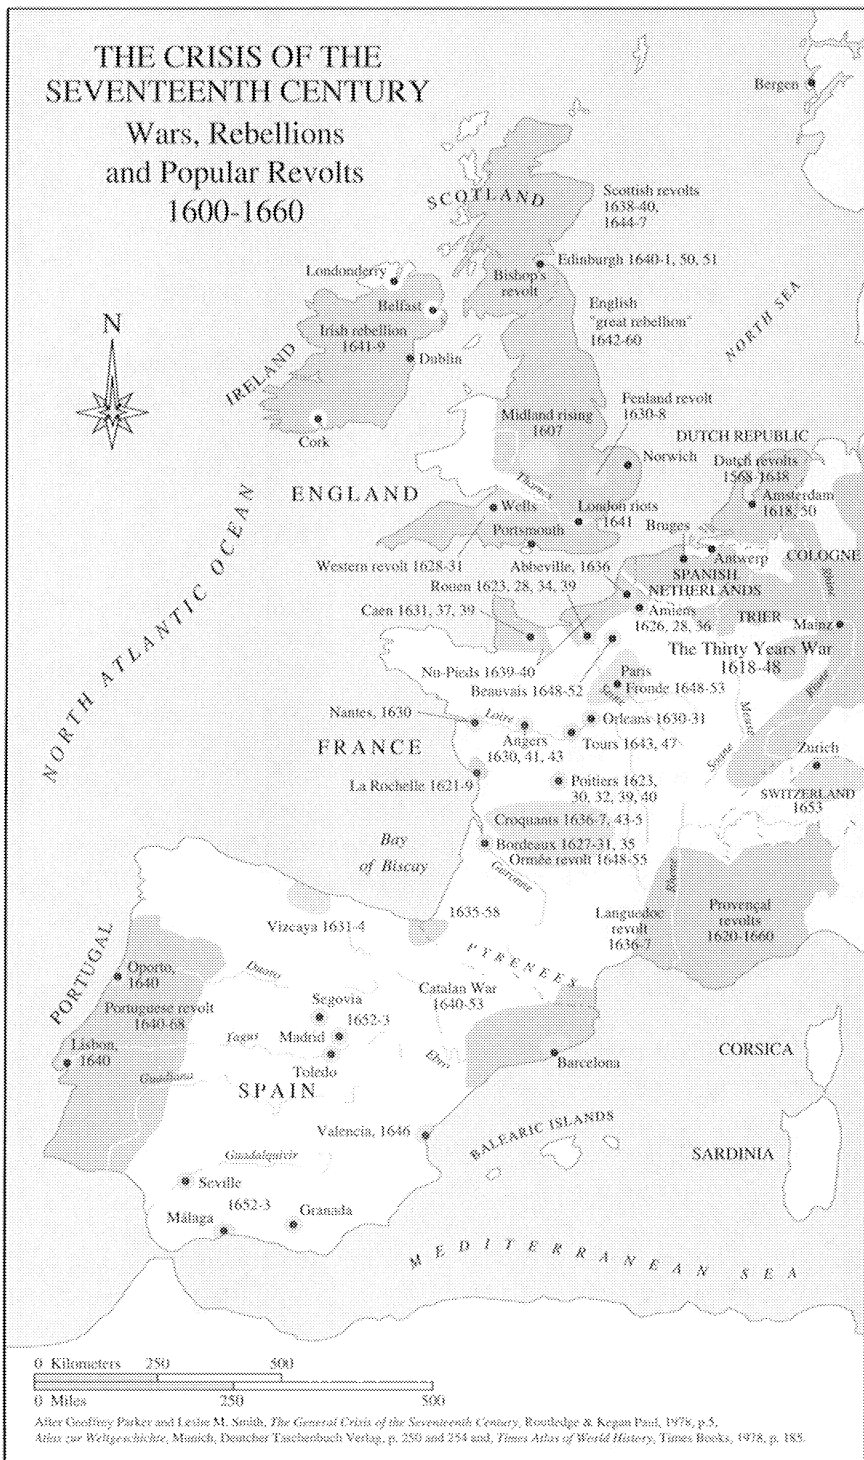 THE CRISIS OF THE
SEVENTEENTH CENTURY
Wars, Rebellions
and Popular Revolts
1600-1660
Bergen
SCOTLAND
Scottish revolts
1638-40,
1644-7
Edinburgh 1640-1, 50, 51
Bishop's
revolt
Londonderry
Belfast
Irish rebellion
1641-9
Dublin
IRELAND
Cork
N
English
"great rebellion"
1642-60
NORTH SEA
Fenland revolt
1630-8
Midland rising
1607
Norwich
DUTCH REPUBLIC
Dutch revolts
1568-1648
Amsterdam
1618, 50
ENGLAND
Thames
Wells
London riots
1641
Portsmouth
Bruges
Antwerp
COLOGNE
Western revolt 1628-31
Abbeville, 1636
SPANISH
NETHERLANDS
Rhine
Rouen 1623, 28, 34, 39
Amiens
1626, 28, 36
TRIER
Mainz
Caen 1631, 37, 39
The Thirty Years War
1618-48
Nu-Pieds 1639-40
Beauvais 1648-52
Paris
Fronde 1648-53
Seine
Meuse
Rhine
NORTH ATLANTIC OCEAN
Nantes, 1630
Loire
Orleans 1630-31
Angers
1630, 41, 43
Tours 1643, 47
Saone
Zurich
FRANCE
La Rochelle 1621-9
Poitiers 1623,
30, 32, 39, 40
SWITZERLAND
1653
Croquants 1636-7, 43-5
Bay
of Biscay
Bordeaux 1627-31, 35
Ormée revolt 1648-55
Garonne
Rhone
Languedoc
revolt
1636-7
Provençal
revolts
1620-1660
Vizcaya 1631-4
1635-58
PYRENEES
PORTUGAL
Oporto,
1640
Duoro
Catalan War
1640-53
Portuguese revolt
1640-68
Segovia
1652-3
Madrid
Tagus
Toledo
Ebro
Barcelona
Lisbon,
1640
Guadiana
SPAIN
CORSICA
Valencia, 1646
BALEARIC ISLANDS
SARDINIA
Guadalquivir
Seville
1652-3
Málaga
Granada
MEDITERRANEAN SEA
0 Kilometers 250 500
0 Miles 250 500
After Geoffrey Parker and Leslie M. Smith, The General Crisis of the Seventeenth Century, Routledge & Kegan Paul, 1978, p.5,
Atlas zur Weltgeschichte, Munich, Deutcher Taschenbuch Verlag, p. 250 and 254 and, Times Atlas of World History, Times Books, 1978, p. 185.